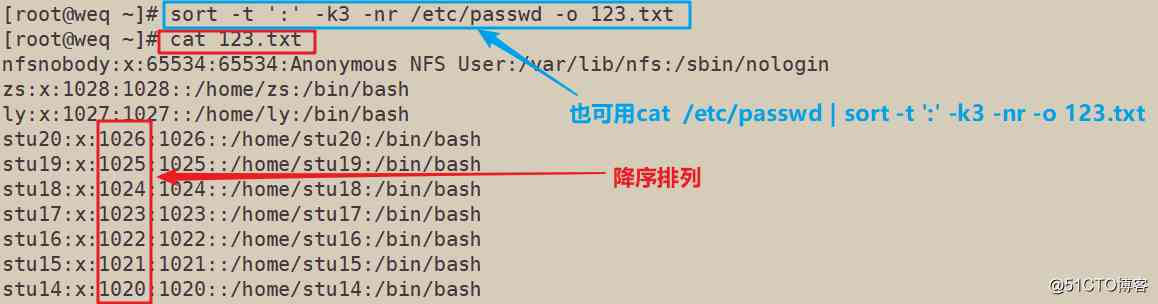 [root@weq ~]# sort -t ':' -k3 -nr /etc/passwd -o 123.txt
[root@weq ~]# cat 123.txt
nfsnobody:x:65534:65534:Anonymous NFS User:/var/lib/nfs:/sbin/nologin
zs:x:1028:1028::/home/zs:/bin/bash
ly:x:1027:1027::/home/ly:/bin/bash
也可用cat /etc/passwd | sort -t ':' -k3 -nr -o 123.txt
stu20:x:1026:1026::/home/stu20:/bin/bash
stu19:x:1025:1025::/home/stu19:/bin/bash
stu18:x:1024:1024::/home/stu18:/bin/bash
降序排列
stu17:x:1023:1023::/home/stu17:/bin/bash
stu16:x:1022:1022::/home/stu16:/bin/bash
stu15:x:1021:1021::/home/stu15:/bin/bash
stu14:x:1020:1020::/home/stu14:/bin/bash
@51CTO博客